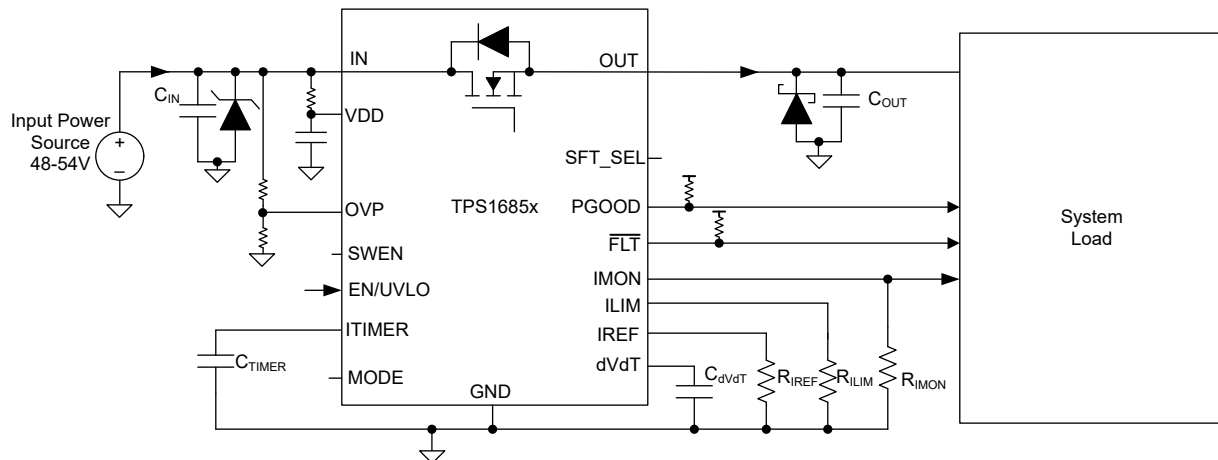 IN
OUT
C_IN
VDD
C_OUT
Input Power
Source
48-54V
+
−
SFT_SEL
OVP
TPS1685x
PGOOD
System
Load
SWEN
FLT
EN/UVLO
IMON
ILIM
ITIMER
IREF
C_TIMER
dVdT
MODE
C_dVdT
R_IREF
R_ILIM
R_IMON
GND